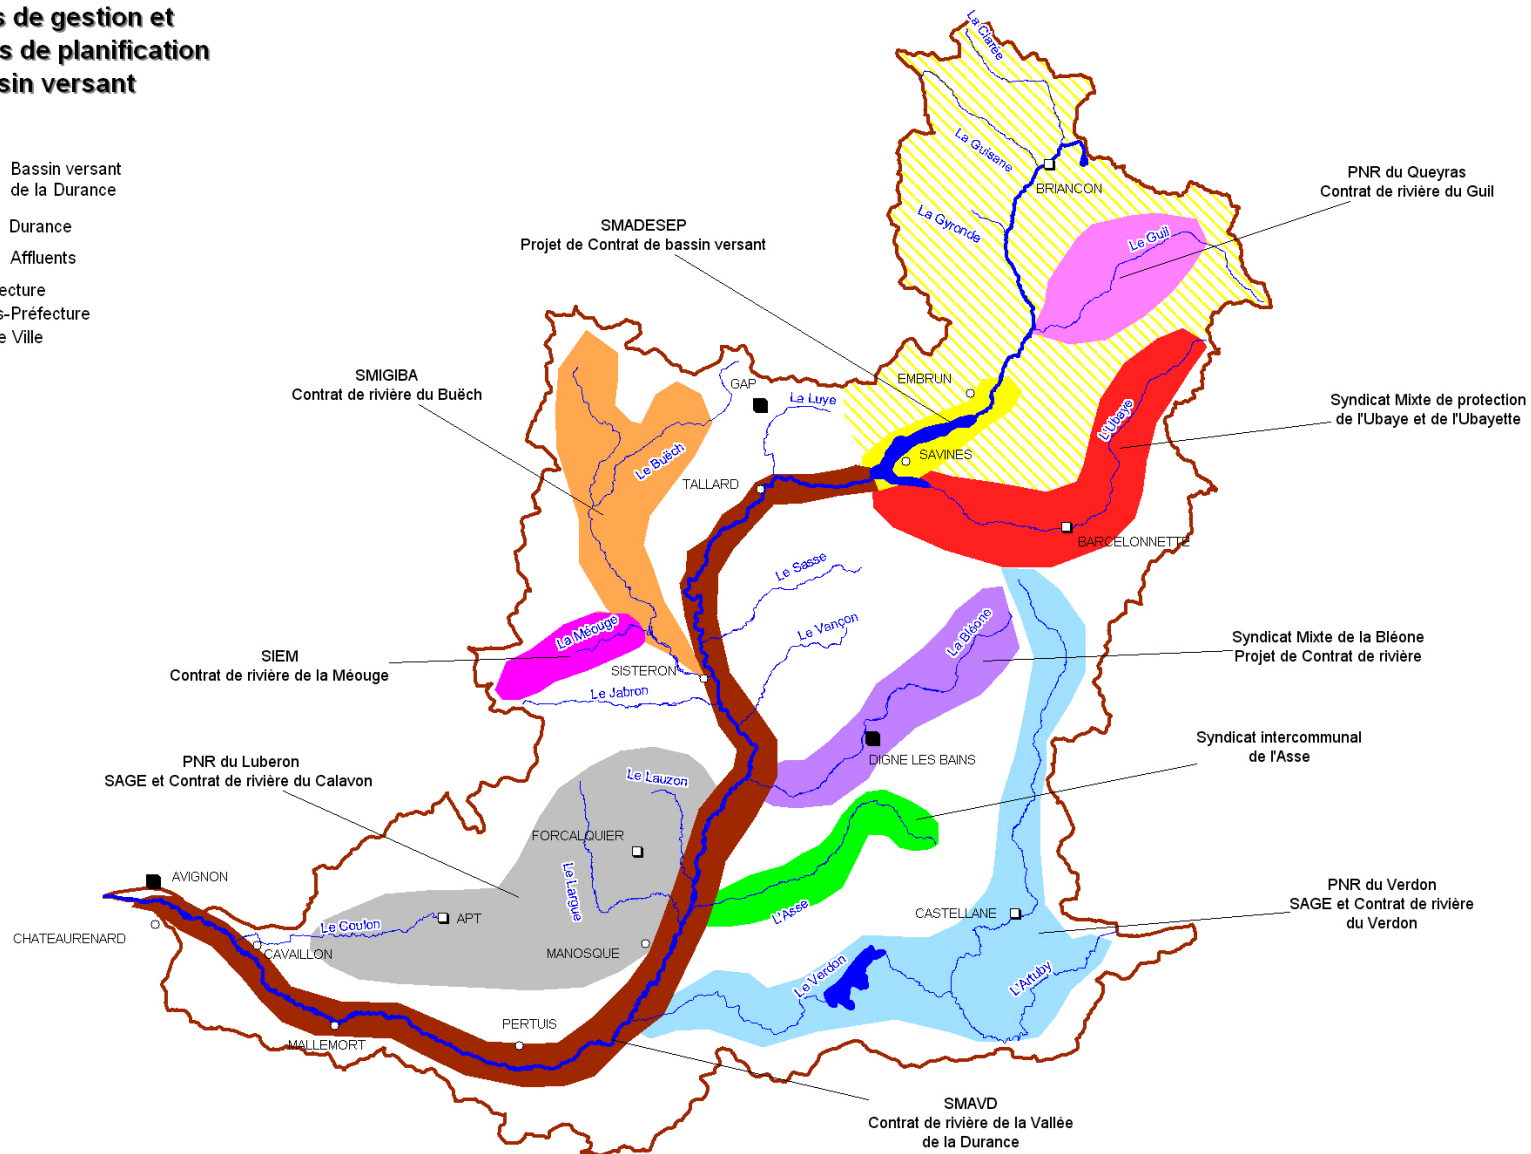 s de gestion et
s de planification
sin versant
Bassin versant
de la Durance
Durance
Affluents
ecture
s-Préfecture
e Ville
La Clarée
La Guisane
BRIANCON
La Gyronde
Le Guil
PNR du Queyras
Contrat de rivière du Guil
SMADESEP
Projet de Contrat de bassin versant
SMIGIBA
Contrat de rivière du Buëch
GAP
La Luye
EMBRUN
L'Ubaye
Syndicat Mixte de protection
de l'Ubaye et de l'Ubayette
Le Buëch
TALLARD
SAVINES
BARCELONNETTE
Le Sasse
Le Vançon
La Bléone
La Méouge
SIEM
Contrat de rivière de la Méouge
SISTERON
Le Jabron
Syndicat Mixte de la Bléone
Projet de Contrat de rivière
DIGNE LES BAINS
Syndicat intercommunal
de l'Asse
PNR du Luberon
SAGE et Contrat de rivière du Calavon
Le Lauzon
FORCALQUIER
Le Largue
AVIGNON
CHATEAURENARD
Le Coulon
APT
CAVAILLON
MANOSQUE
L'Asse
CASTELLANE
PNR du Verdon
SAGE et Contrat de rivière
du Verdon
Le Verdon
L'Artuby
PERTUIS
MALLEMORT
SMAVD
Contrat de rivière de la Vallée
de la Durance